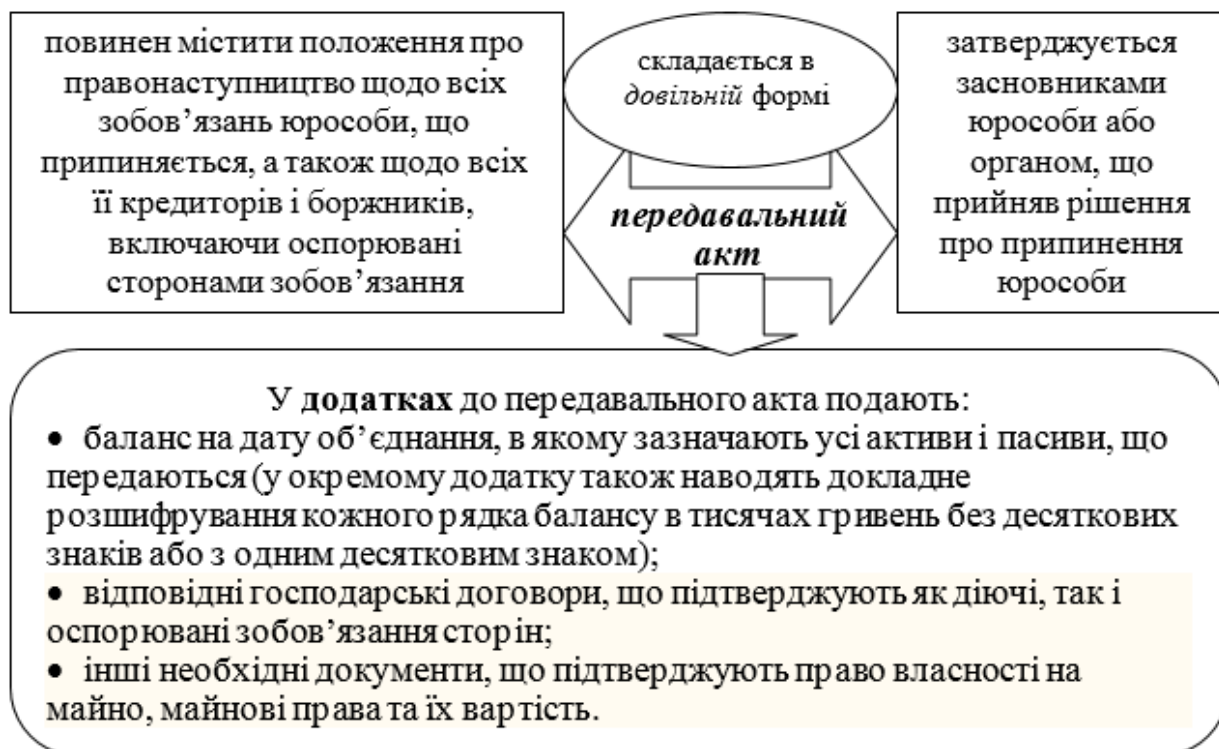 повинен містити положення про
правонаступництво щодо всіх
зобов’язань юрособи, що
припиняється, а також щодо всіх
її кредиторів і боржників,
включаючи оспорювані
сторонами зобов’язання
складається в
довільній формі
передавальний
акт
затверджується
засновниками
юрособи або
органом, що
прийняв рішення
про припинення
юрособи
У додатках до передавального акта подають:
• баланс на дату об’єднання, в якому зазначають усі активи і пасиви, що
передаються (у окремому додатку також наводять докладне
розшифрування кожного рядка балансу в тисячах гривень без десяткових
знаків або з одним десятковим знаком);
• відповідні господарські договори, що підтверджують як діючі, так і
оспорювані зобов’язання сторін;
• інші необхідні документи, що підтверджують право власності на
майно, майнові права та їх вартість.